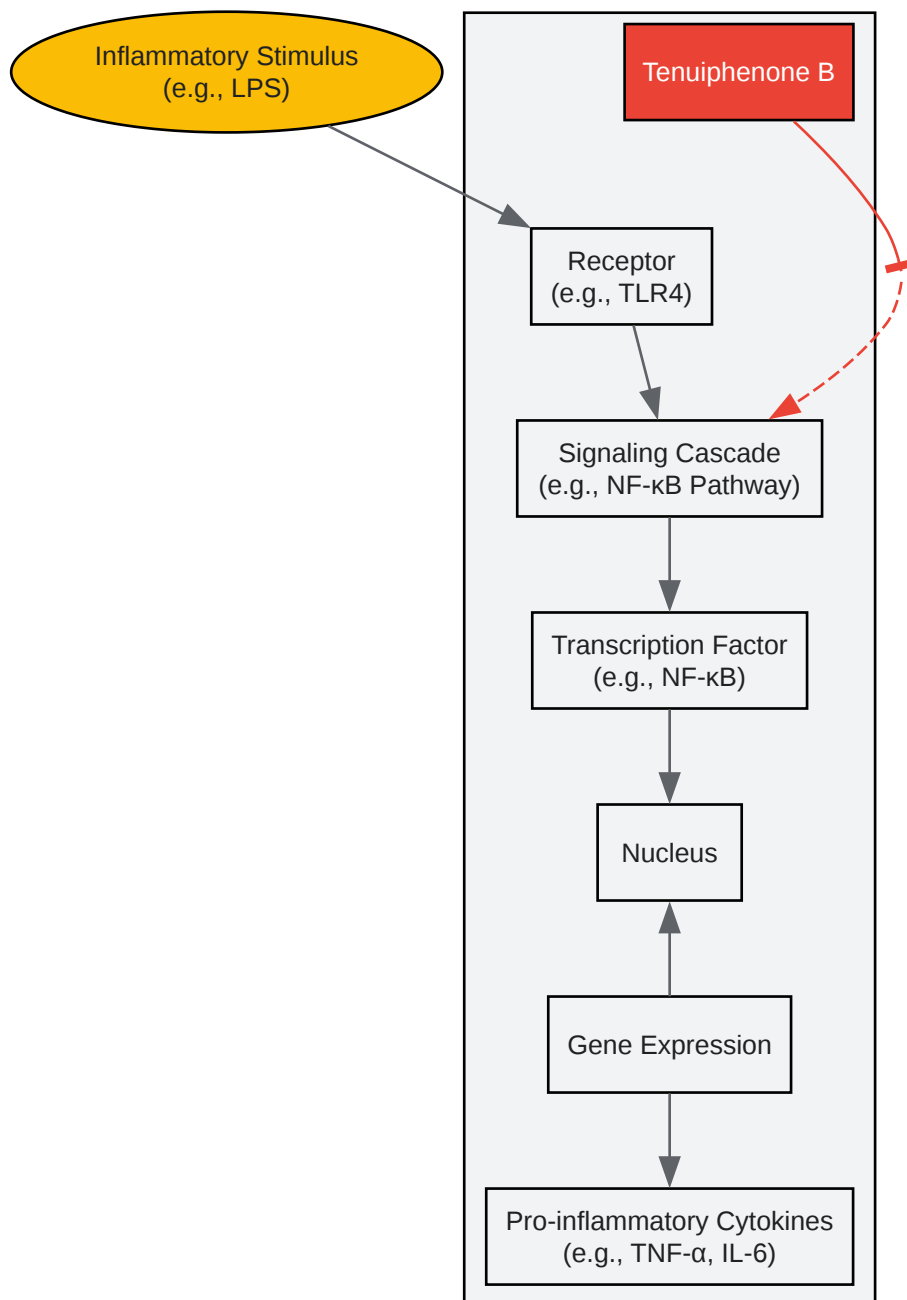 Inflammatory Stimulus
(e.g., LPS)
Tenuiphenone B
Receptor
(e.g., TLR4)
Signaling Cascade
(e.g., NF-κB Pathway)
Transcription Factor
(e.g., NF-κB)
Nucleus
Gene Expression
Pro-inflammatory Cytokines
(e.g., TNF-α, IL-6)